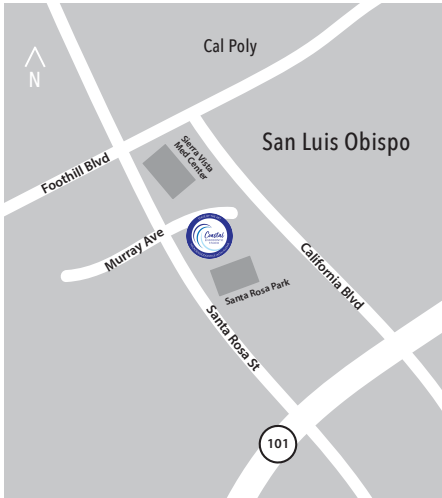 Cal Poly
N
San Luis Obispo
Sierra Vista
Med Center
Foothill Blvd
Murray Ave
Coastal
California Blvd
Santa Rosa Park
Santa Rosa St
101